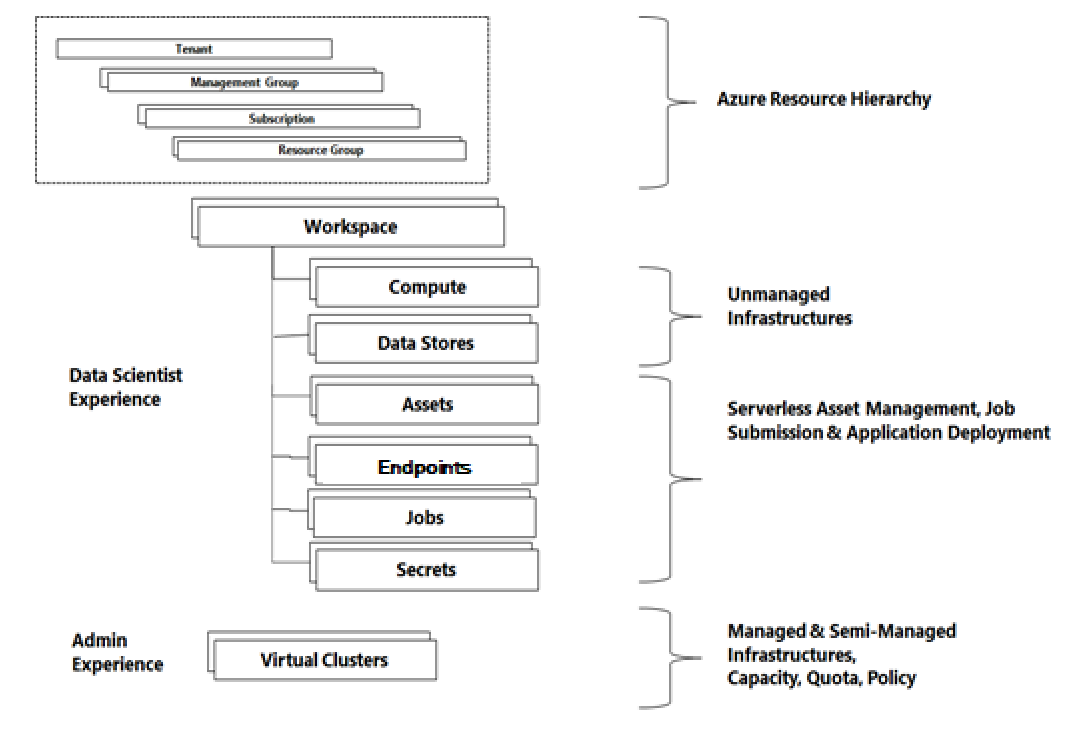 Tenant
Management Group
Azure Resource Hierarchy
Subscription
Resource Group
Workspace
Compute
Unmanaged
Infrastructures
Data Stores
Data Scientist
Experience
Assets
Serverless Asset Management, Job
Submission & Application Deployment
Endpoints
Jobs
Secrets
Admin
Experience
Virtual Clusters
Managed & Semi-Managed
Infrastructures,
Capacity, Quota, Policy